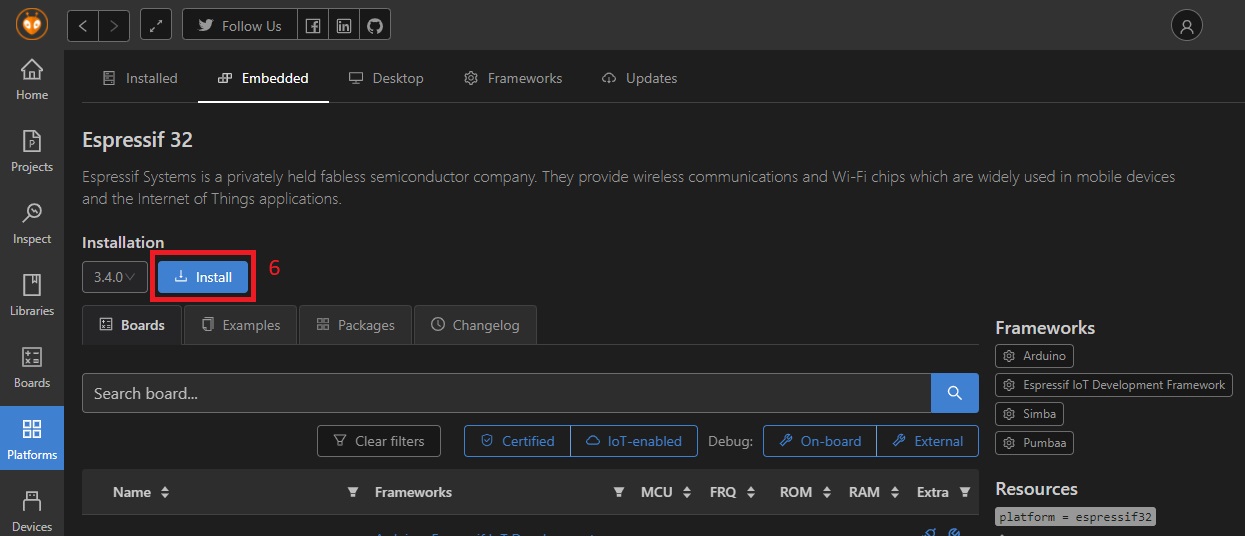 Follow Us
Home
Projects
Inspect
Libraries
Boards
Platforms
Devices
Installed Embedded Desktop Frameworks Updates
Espressif 32
Espressif Systems is a privately held fabless semiconductor company. They provide wireless communications and Wi-Fi chips which are widely used in mobile devices
and the Internet of Things applications.
Installation
3.4.0 Install 6
Boards Examples Packages Changelog
Search board...
Clear filters Certified IoT-enabled Debug: On-board External
Name Frameworks MCU FRQ ROM RAM Extra
Frameworks
Arduino
Espressif IoT Development Framework
Simba
Pumbaa
Resources
platform = espressif32